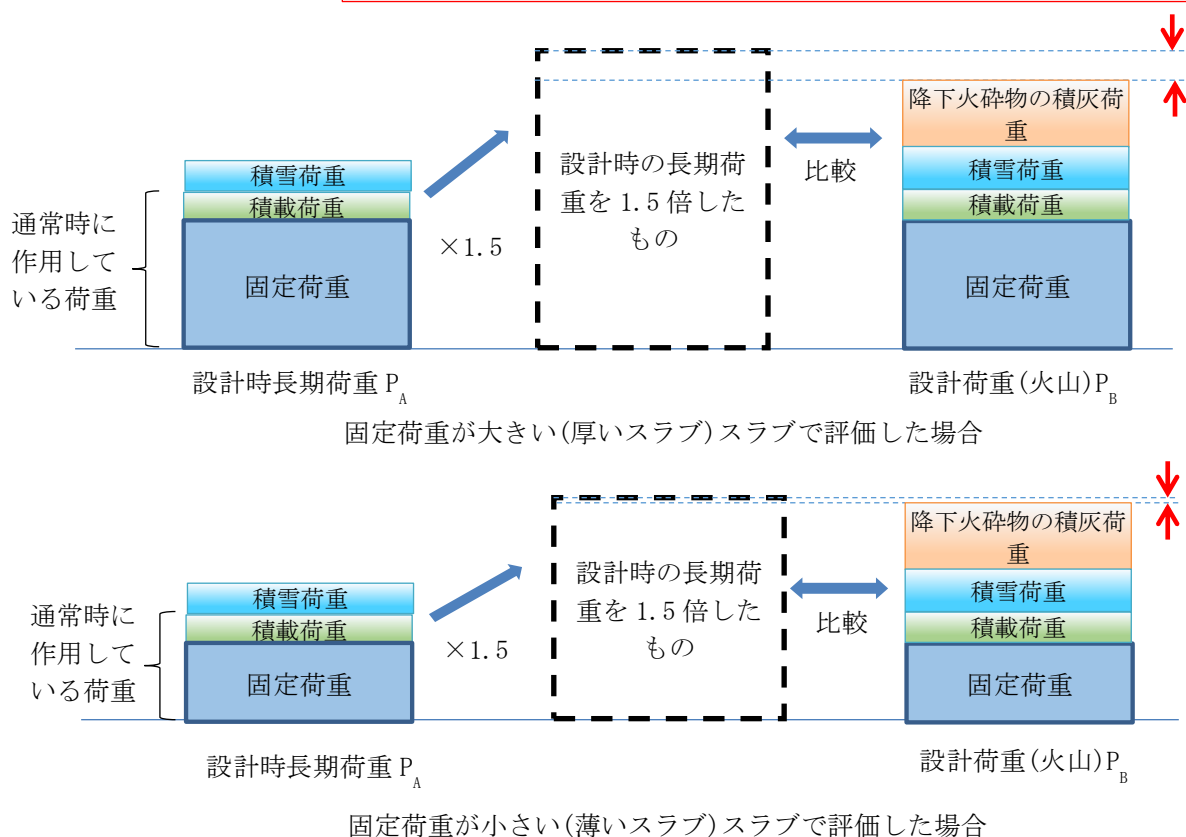 降下火砕物の積灰荷
重
積雪荷重
積載荷重
固定荷重
通常時に
作用して
いる荷重
積雪荷重
積載荷重
固定荷重
×1.5
設計時の長期荷
重を1.5倍した
もの
比較
設計時長期荷重 P_A
設計荷重(火山)P_B
固定荷重が大きい(厚いスラブ)スラブで評価した場合
降下火砕物の積灰荷
重
積雪荷重
積載荷重
固定荷重
通常時に
作用して
いる荷重
積雪荷重
積載荷重
固定荷重
×1.5
設計時の長期荷
重を1.5倍した
もの
比較
設計時長期荷重 P_A
設計荷重(火山)P_B
固定荷重が小さい(薄いスラブ)スラブで評価した場合